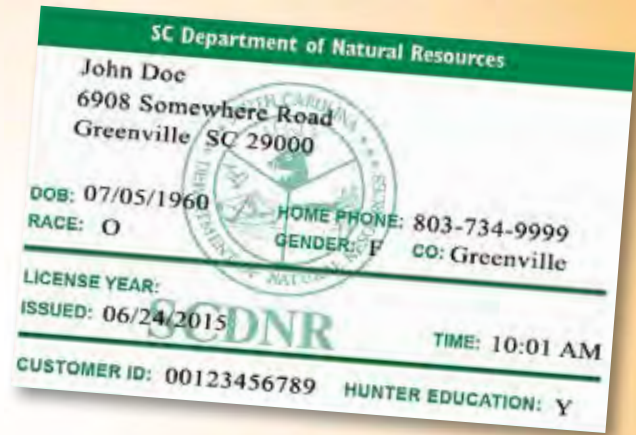 SC Department of Natural Resources
John Doe
6908 Somewhere Road
Greenville SC 29000
DOB: 07/05/1960 HOME PHONE: 803-734-9999
RACE: O GENDER: F CO: Greenville
LICENSE YEAR:
ISSUED: 06/24/2015 TIME: 10:01 AM
SCDNR
CUSTOMER ID: 00123456789 HUNTER EDUCATION: Y